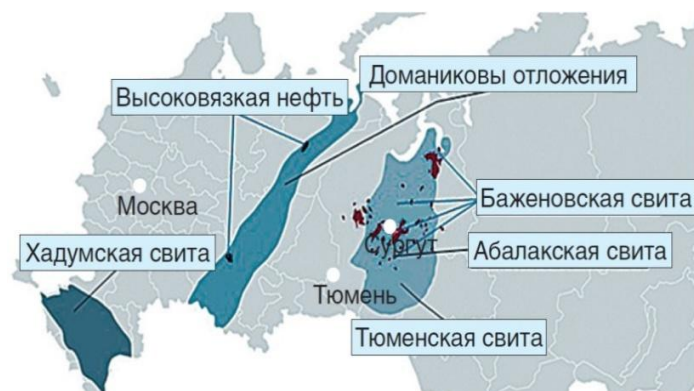 Доманиковы отложения
Высоковязкая нефть
Москва
Баженовская свита
Хадумская свита
Сургут
Абалакская свита
Тюмень
Тюменская свита